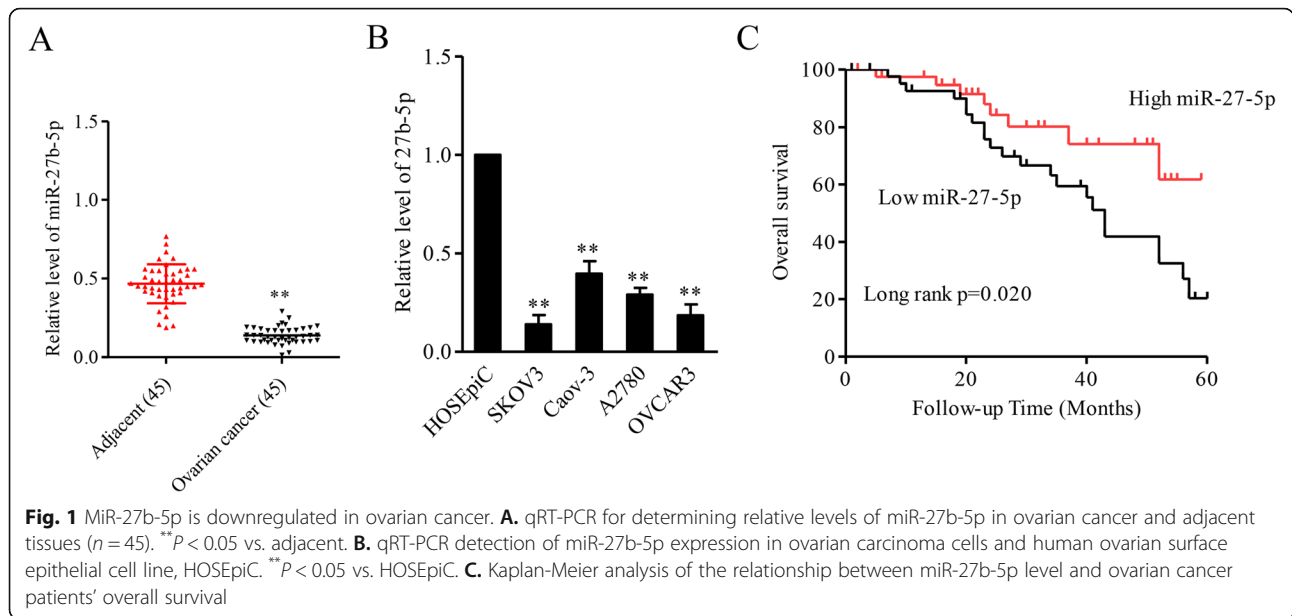 A
Relative level of miR-27b-5p
1.5
1.0
0.5
0.0
**
Adjacent (45)
Ovarian cancer (45)
B
Relative level of 27b-5p
1.5
1.0
0.5
0.0
**
**
**
**
HOSEpiC
SKOV3
Caov-3
A2780
OVCAR3
C
Overall survival
100
80
60
40
20
0
20
40
60
High miR-27-5p
Low miR-27-5p
Long rank p=0.020
Follow-up Time (Months)
Fig. 1 MiR-27b-5p is downregulated in ovarian cancer. A. qRT-PCR for determining relative levels of miR-27b-5p in ovarian cancer and adjacent
tissues (n = 45). **P < 0.05 vs. adjacent. B. qRT-PCR detection of miR-27b-5p expression in ovarian carcinoma cells and human ovarian surface
epithelial cell line, HOSEpiC. **P < 0.05 vs. HOSEpiC. C. Kaplan-Meier analysis of the relationship between miR-27b-5p level and ovarian cancer
patients’ overall survival